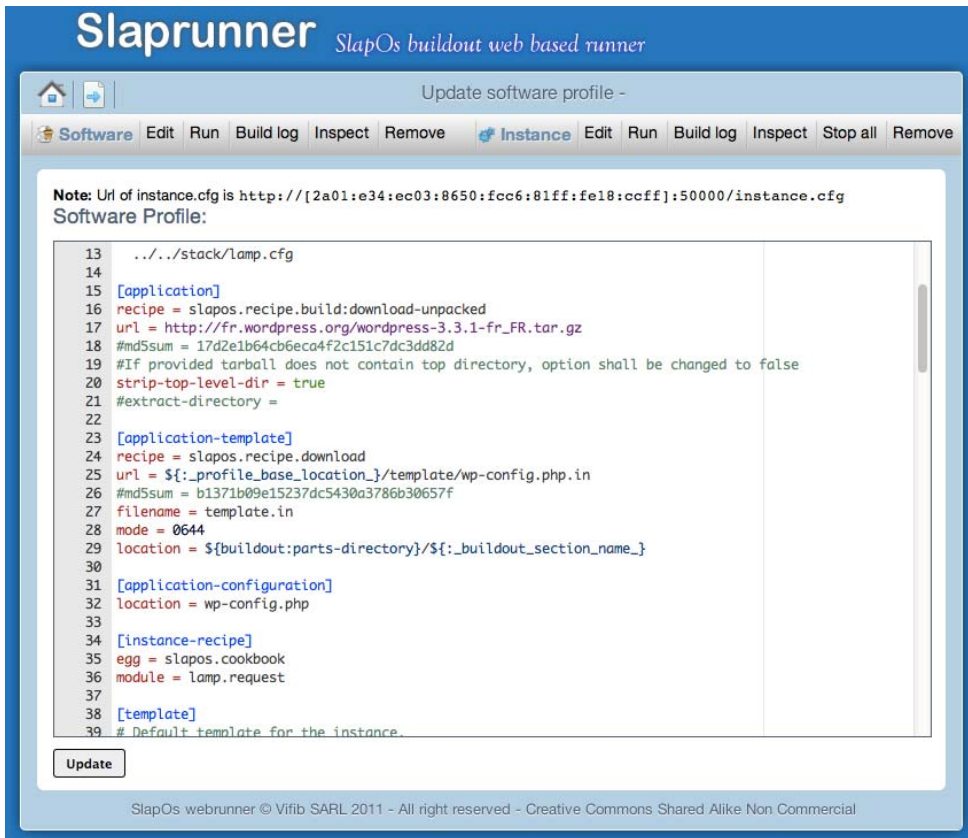 Slaprunner SlapOs buildout web based runner
Update software profile -
Software Edit Run Build log Inspect Remove Instance Edit Run Build log Inspect Stop all Remove
Note: Url of instance.cfg is http://[2a01:e34:ec03:8650:fcc6:81ff:fe18:ccff]:50000/instance.cfg
Software Profile:
13 ../../stack/lamp.cfg
14
15 [application]
16 recipe = slapos.recipe.build:download-unpacked
17 url = http://fr.wordpress.org/wordpress-3.3.1-fr_FR.tar.gz
18 #md5sum = 17d2e1b64cb6eca4f2c151c7dc3dd82d
19 #If provided tarball does not contain top directory, option shall be changed to false
20 strip-top-level-dir = true
21 #extract-directory =
22
23 [application-template]
24 recipe = slapos.recipe.download
25 url = ${:_profile_base_location_}/template/wp-config.php.in
26 #md5sum = b1371b09e15237dc5430a3786b30657f
27 filename = template.in
28 mode = 0644
29 location = ${buildout:parts-directory}/${:_buildout_section_name_}
30
31 [application-configuration]
32 location = wp-config.php
33
34 [instance-recipe]
35 egg = slapos.cookbook
36 module = lamp.request
37
38 [template]
39 # Default template for the instance.
Update
SlapOs webrunner © Vifib SARL 2011 - All right reserved - Creative Commons Shared Alike Non Commercial